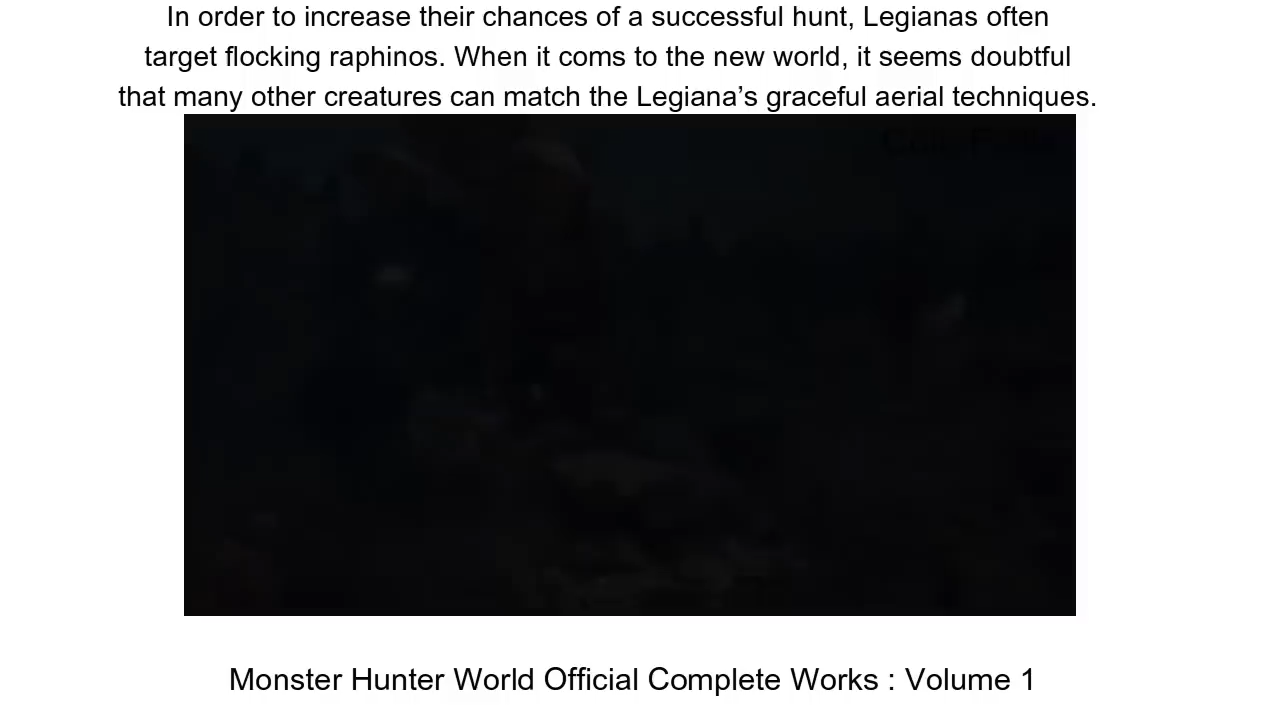 In order to increase their chances of a successful hunt, Legianas often
target flocking raphinos. When it coms to the new world, it seems doubtful
that many other creatures can match the Legiana’s graceful aerial techniques.
Monster Hunter World Official Complete Works : Volume 1